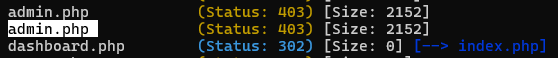 admin.php (Status: 403) [Size: 2152]
admin.php (Status: 403) [Size: 2152]
dashboard.php (Status: 302) [Size: 0] [--> index.php]